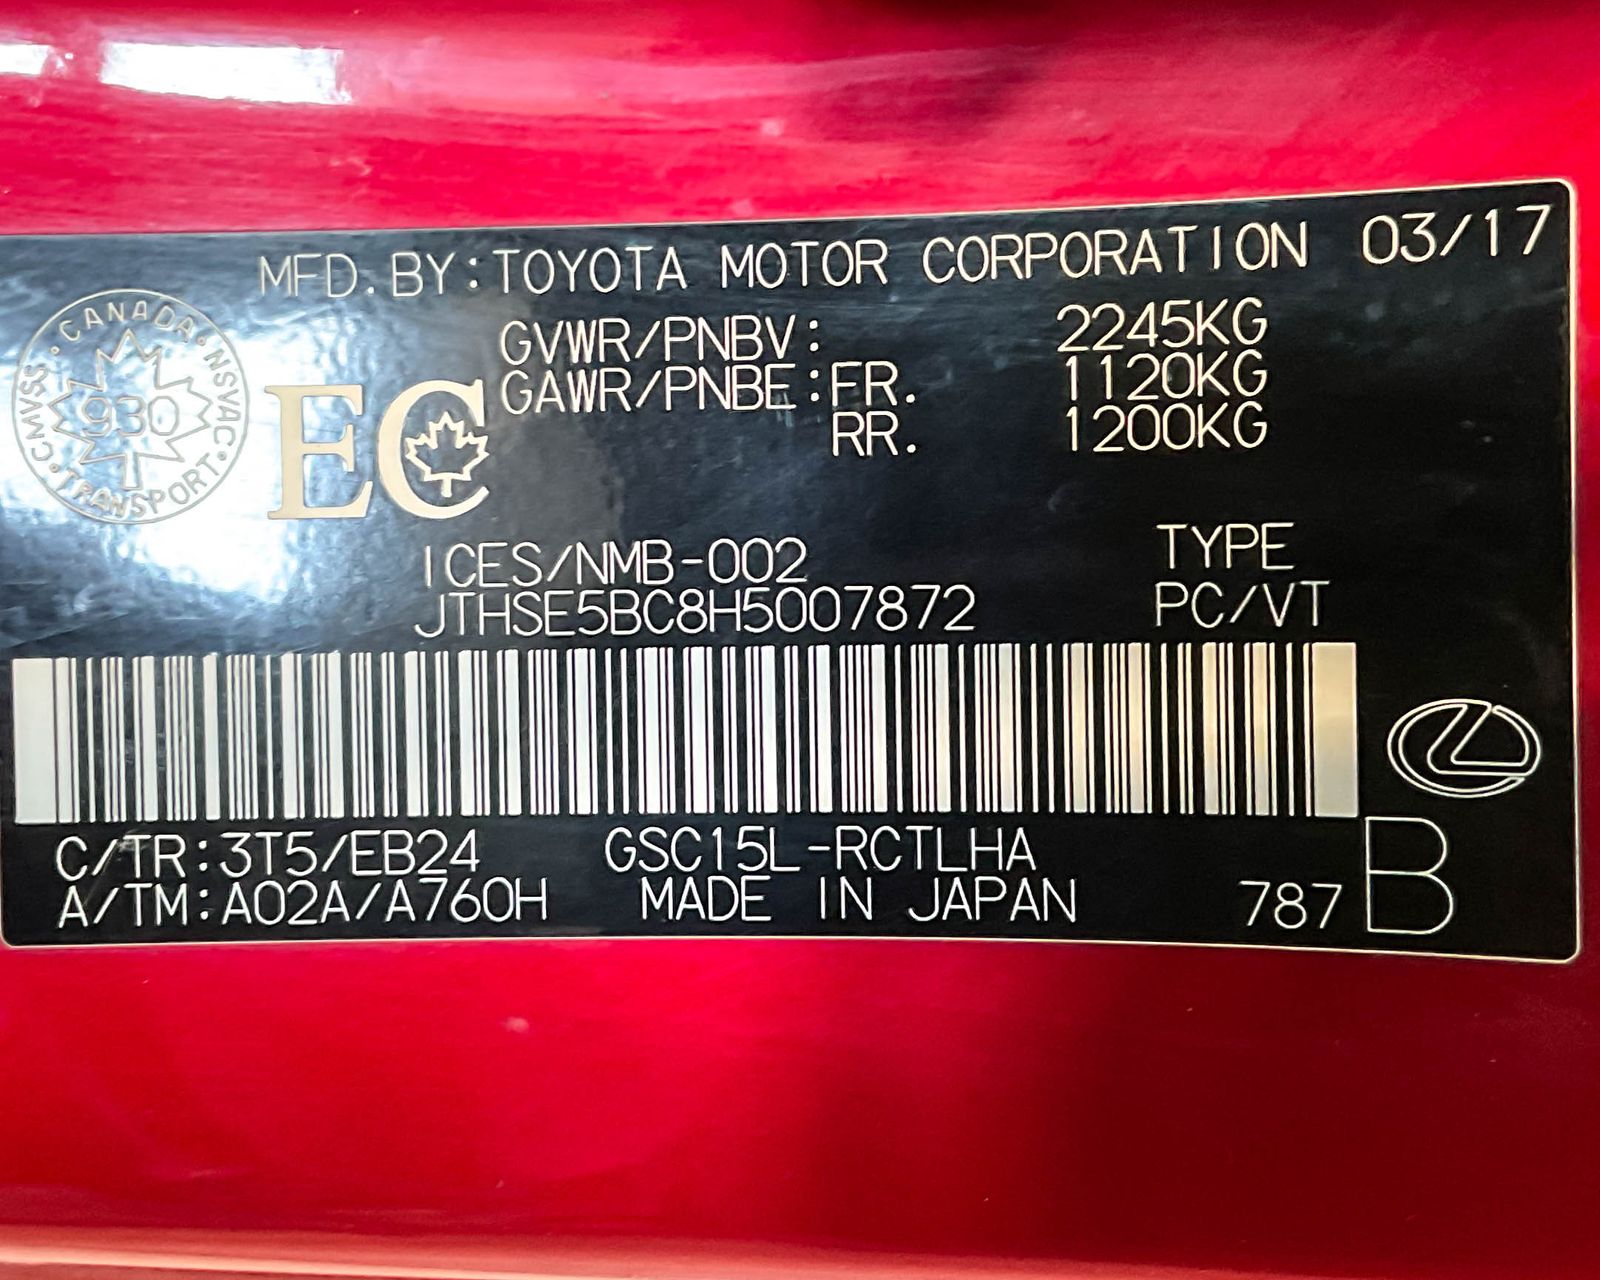 MFD. BY:TOYOTA MOTOR CORPORATION 03/17
GVWR/PNBV: 2245KG
GAWR/PNBE:FR. 1120KG
RR. 1200KG
CANADA · NSVAC · TRANSPORT · CMVSS ·
930
EC
ICES/NMB-002
JTHSE5BC8H5007872
TYPE
PC/VT
C/TR:3T5/EB24 GSC15L-RCTLHA
A/TM:A02A/A760H MADE IN JAPAN 787 B